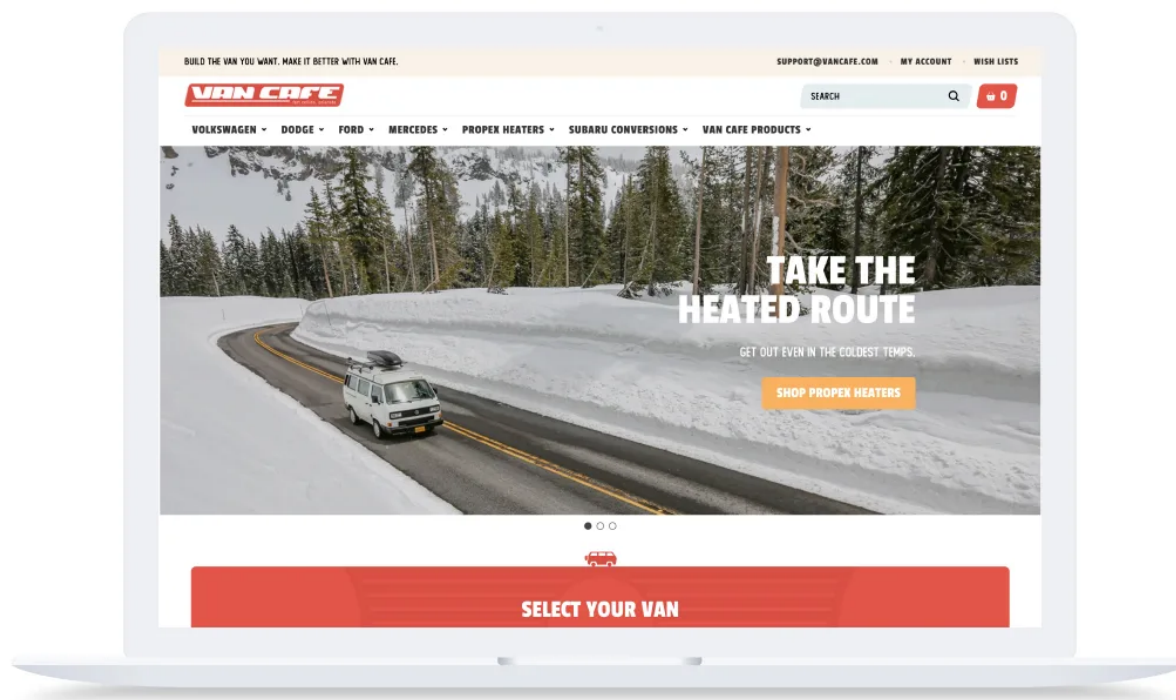 BUILD THE VAN YOU WANT. MAKE IT BETTER WITH VAN CAFE.
SUPPORT@VANCAFE.COM
MY ACCOUNT
WISH LISTS
VAN CAFE
SEARCH
0
VOLKSWAGEN
DODGE
FORD
MERCEDES
PROPEX HEATERS
SUBARU CONVERSIONS
VAN CAFE PRODUCTS
TAKE THE
HEATED ROUTE
GET OUT EVEN IN THE COLDEST TEMPS.
SHOP PROPEX HEATERS
SELECT YOUR VAN